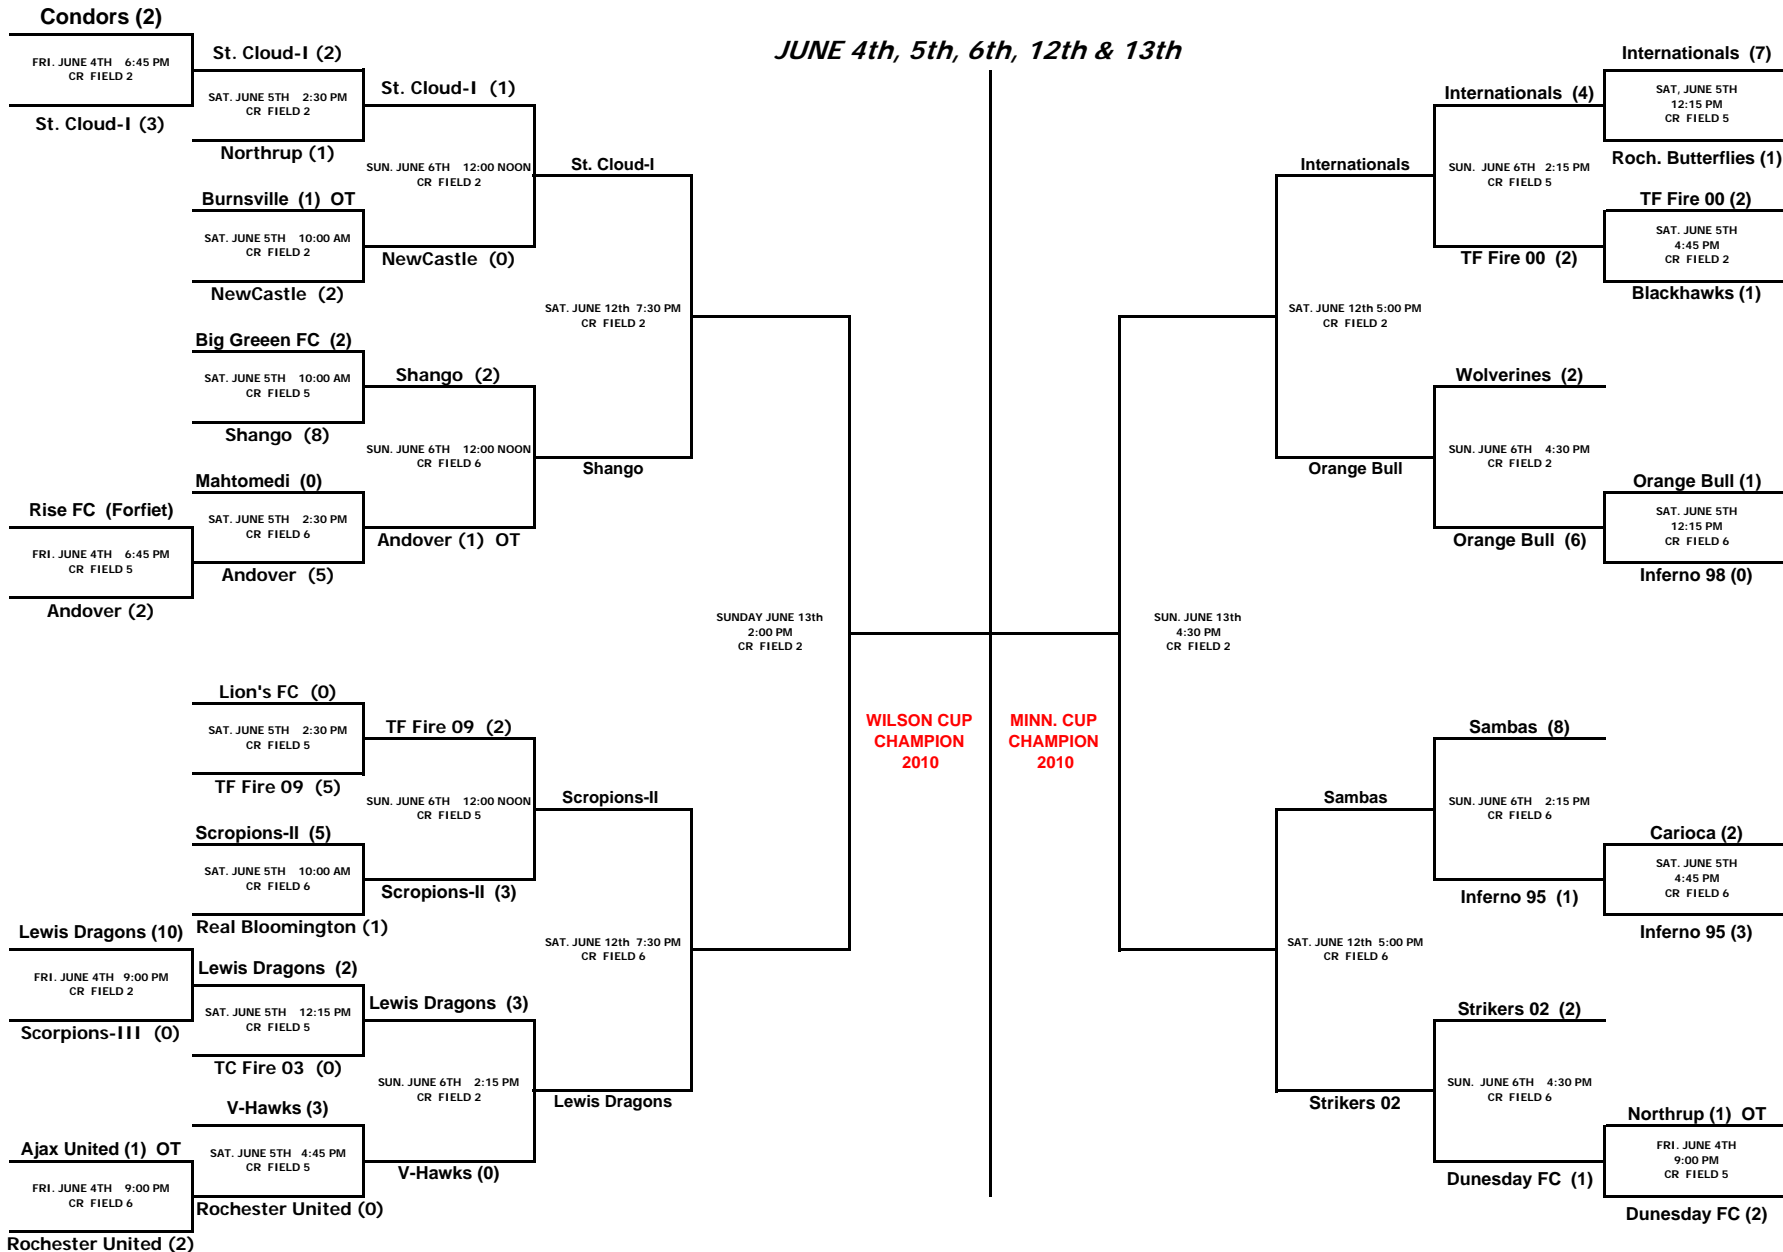 JUNE 4th, 5th, 6th, 12th & 13th
Condors (2)
FRI. JUNE 4TH 6:45 PM
CR FIELD 2
St. Cloud-I (3)
St. Cloud-I (2)
SAT. JUNE 5TH 2:30 PM
CR FIELD 2
Northrup (1)
St. Cloud-I (1)
SUN. JUNE 6TH 12:00 NOON
CR FIELD 2
Burnsville (1) OT
SAT. JUNE 5TH 10:00 AM
CR FIELD 2
NewCastle (2)
NewCastle (0)
St. Cloud-I
SAT. JUNE 12th 7:30 PM
CR FIELD 2
Big Greeen FC (2)
SAT. JUNE 5TH 10:00 AM
CR FIELD 5
Shango (8)
Shango (2)
SUN. JUNE 6TH 12:00 NOON
CR FIELD 6
Shango
Mahtomedi (0)
SAT. JUNE 5TH 2:30 PM
CR FIELD 6
Andover (5)
Andover (1) OT
Rise FC (Forfiet)
FRI. JUNE 4TH 6:45 PM
CR FIELD 5
Andover (2)
SUNDAY JUNE 13th
2:00 PM
CR FIELD 2
Lion's FC (0)
SAT. JUNE 5TH 2:30 PM
CR FIELD 5
TF Fire 09 (5)
TF Fire 09 (2)
SUN. JUNE 6TH 12:00 NOON
CR FIELD 5
Scropions-II
Scropions-II (5)
SAT. JUNE 5TH 10:00 AM
CR FIELD 6
Real Bloomington (1)
Scropions-II (3)
SAT. JUNE 12th 7:30 PM
CR FIELD 6
Lewis Dragons (10)
FRI. JUNE 4TH 9:00 PM
CR FIELD 2
Scorpions-III (0)
Lewis Dragons (2)
SAT. JUNE 5TH 12:15 PM
CR FIELD 5
TC Fire 03 (0)
Lewis Dragons (3)
SUN. JUNE 6TH 2:15 PM
CR FIELD 2
Lewis Dragons
V-Hawks (3)
SAT. JUNE 5TH 4:45 PM
CR FIELD 5
Rochester United (0)
V-Hawks (0)
Ajax United (1) OT
FRI. JUNE 4TH 9:00 PM
CR FIELD 6
Rochester United (2)
WILSON CUP
CHAMPION
2010
MINN. CUP
CHAMPION
2010
Internationals (7)
SAT, JUNE 5TH
12:15 PM
CR FIELD 5
Roch. Butterflies (1)
Internationals (4)
SUN. JUNE 6TH 2:15 PM
CR FIELD 5
Internationals
TF Fire 00 (2)
SAT. JUNE 5TH
4:45 PM
CR FIELD 2
Blackhawks (1)
TF Fire 00 (2)
SAT. JUNE 12th 5:00 PM
CR FIELD 2
Wolverines (2)
SUN. JUNE 6TH 4:30 PM
CR FIELD 2
Orange Bull
Orange Bull (1)
SAT. JUNE 5TH
12:15 PM
CR FIELD 6
Inferno 98 (0)
Orange Bull (6)
SUN. JUNE 13th
4:30 PM
CR FIELD 2
Sambas (8)
SUN. JUNE 6TH 2:15 PM
CR FIELD 6
Sambas
Carioca (2)
SAT. JUNE 5TH
4:45 PM
CR FIELD 6
Inferno 95 (3)
Inferno 95 (1)
SAT. JUNE 12th 5:00 PM
CR FIELD 6
Strikers 02 (2)
SUN. JUNE 6TH 4:30 PM
CR FIELD 6
Strikers 02
Northrup (1) OT
FRI. JUNE 4TH
9:00 PM
CR FIELD 5
Dunesday FC (2)
Dunesday FC (1)